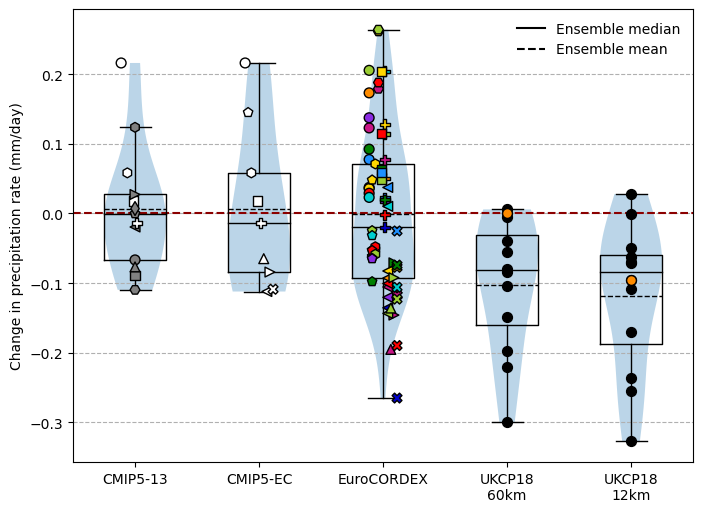 Ensemble median
Ensemble mean
Change in precipitation rate (mm/day)
0.2
0.1
0.0
−0.1
−0.2
−0.3
CMIP5-13
CMIP5-EC
EuroCORDEX
UKCP18
60km
UKCP18
12km